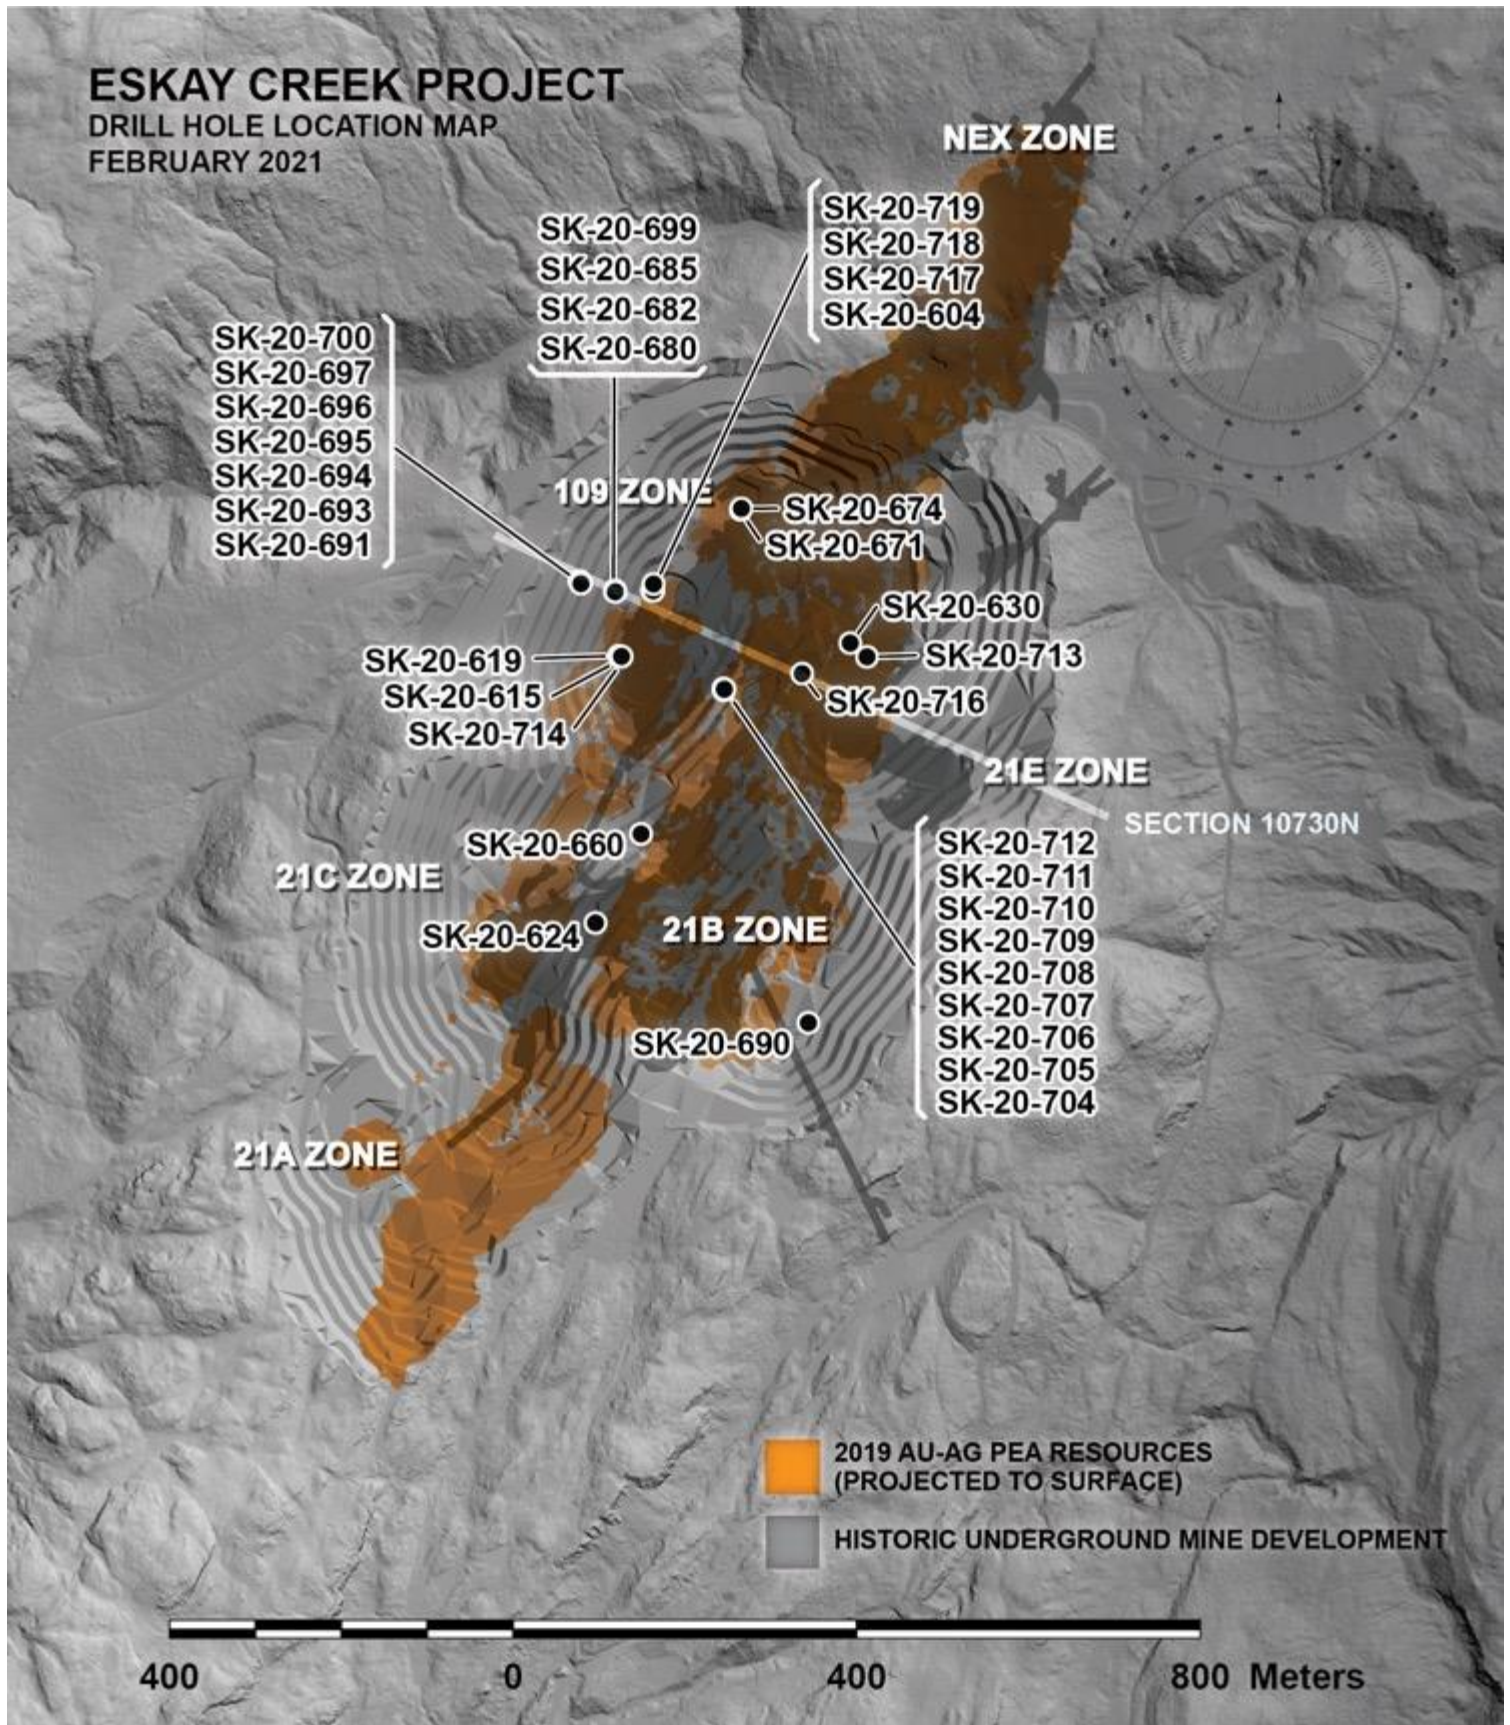 ESKAY CREEK PROJECT
DRILL HOLE LOCATION MAP
FEBRUARY 2021
NEX ZONE
SK-20-719
SK-20-718
SK-20-717
SK-20-604
SK-20-699
SK-20-685
SK-20-682
SK-20-680
SK-20-700
SK-20-697
SK-20-696
SK-20-695
SK-20-694
SK-20-693
SK-20-691
109 ZONE
SK-20-674
SK-20-671
SK-20-630
SK-20-713
SK-20-716
SK-20-619
SK-20-615
SK-20-714
21E ZONE
SECTION 10730N
SK-20-660
21C ZONE
SK-20-624
21B ZONE
SK-20-712
SK-20-711
SK-20-710
SK-20-709
SK-20-708
SK-20-707
SK-20-706
SK-20-705
SK-20-704
SK-20-690
21A ZONE
2019 AU-AG PEA RESOURCES
(PROJECTED TO SURFACE)
HISTORIC UNDERGROUND MINE DEVELOPMENT
400 0 400 800 Meters